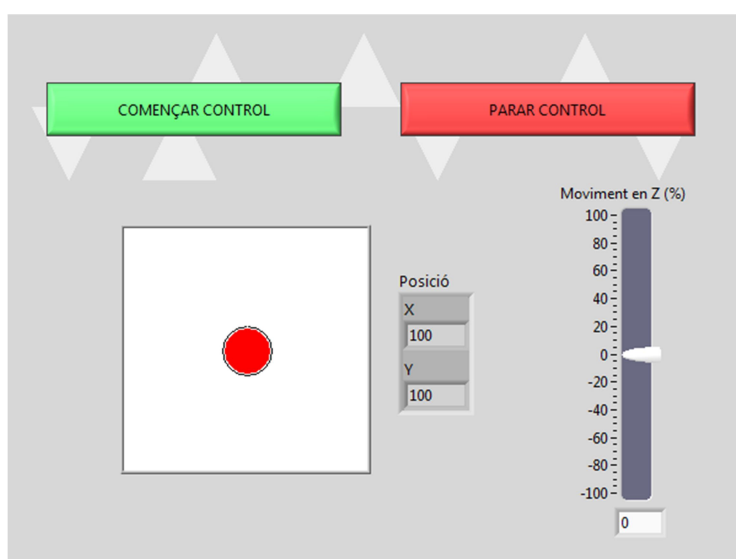 COMENÇAR CONTROL
PARAR CONTROL
Moviment en Z (%)
100
80
60
40
20
0
-20
-40
-60
-80
-100
0
Posició
X
100
Y
100